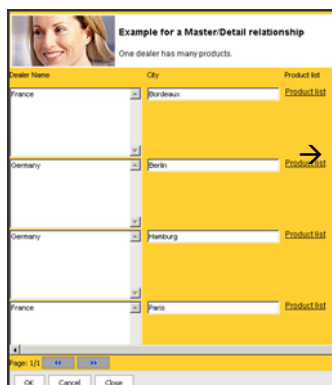 Example for a Master/Detail relationship
One dealer has many products.
Dealer Name City Product list
France Bordeaux Product list
Germany Berlin Product list
Germany Hamburg Product list
France Paris Product list
Page: 1/1
OK Cancel Close